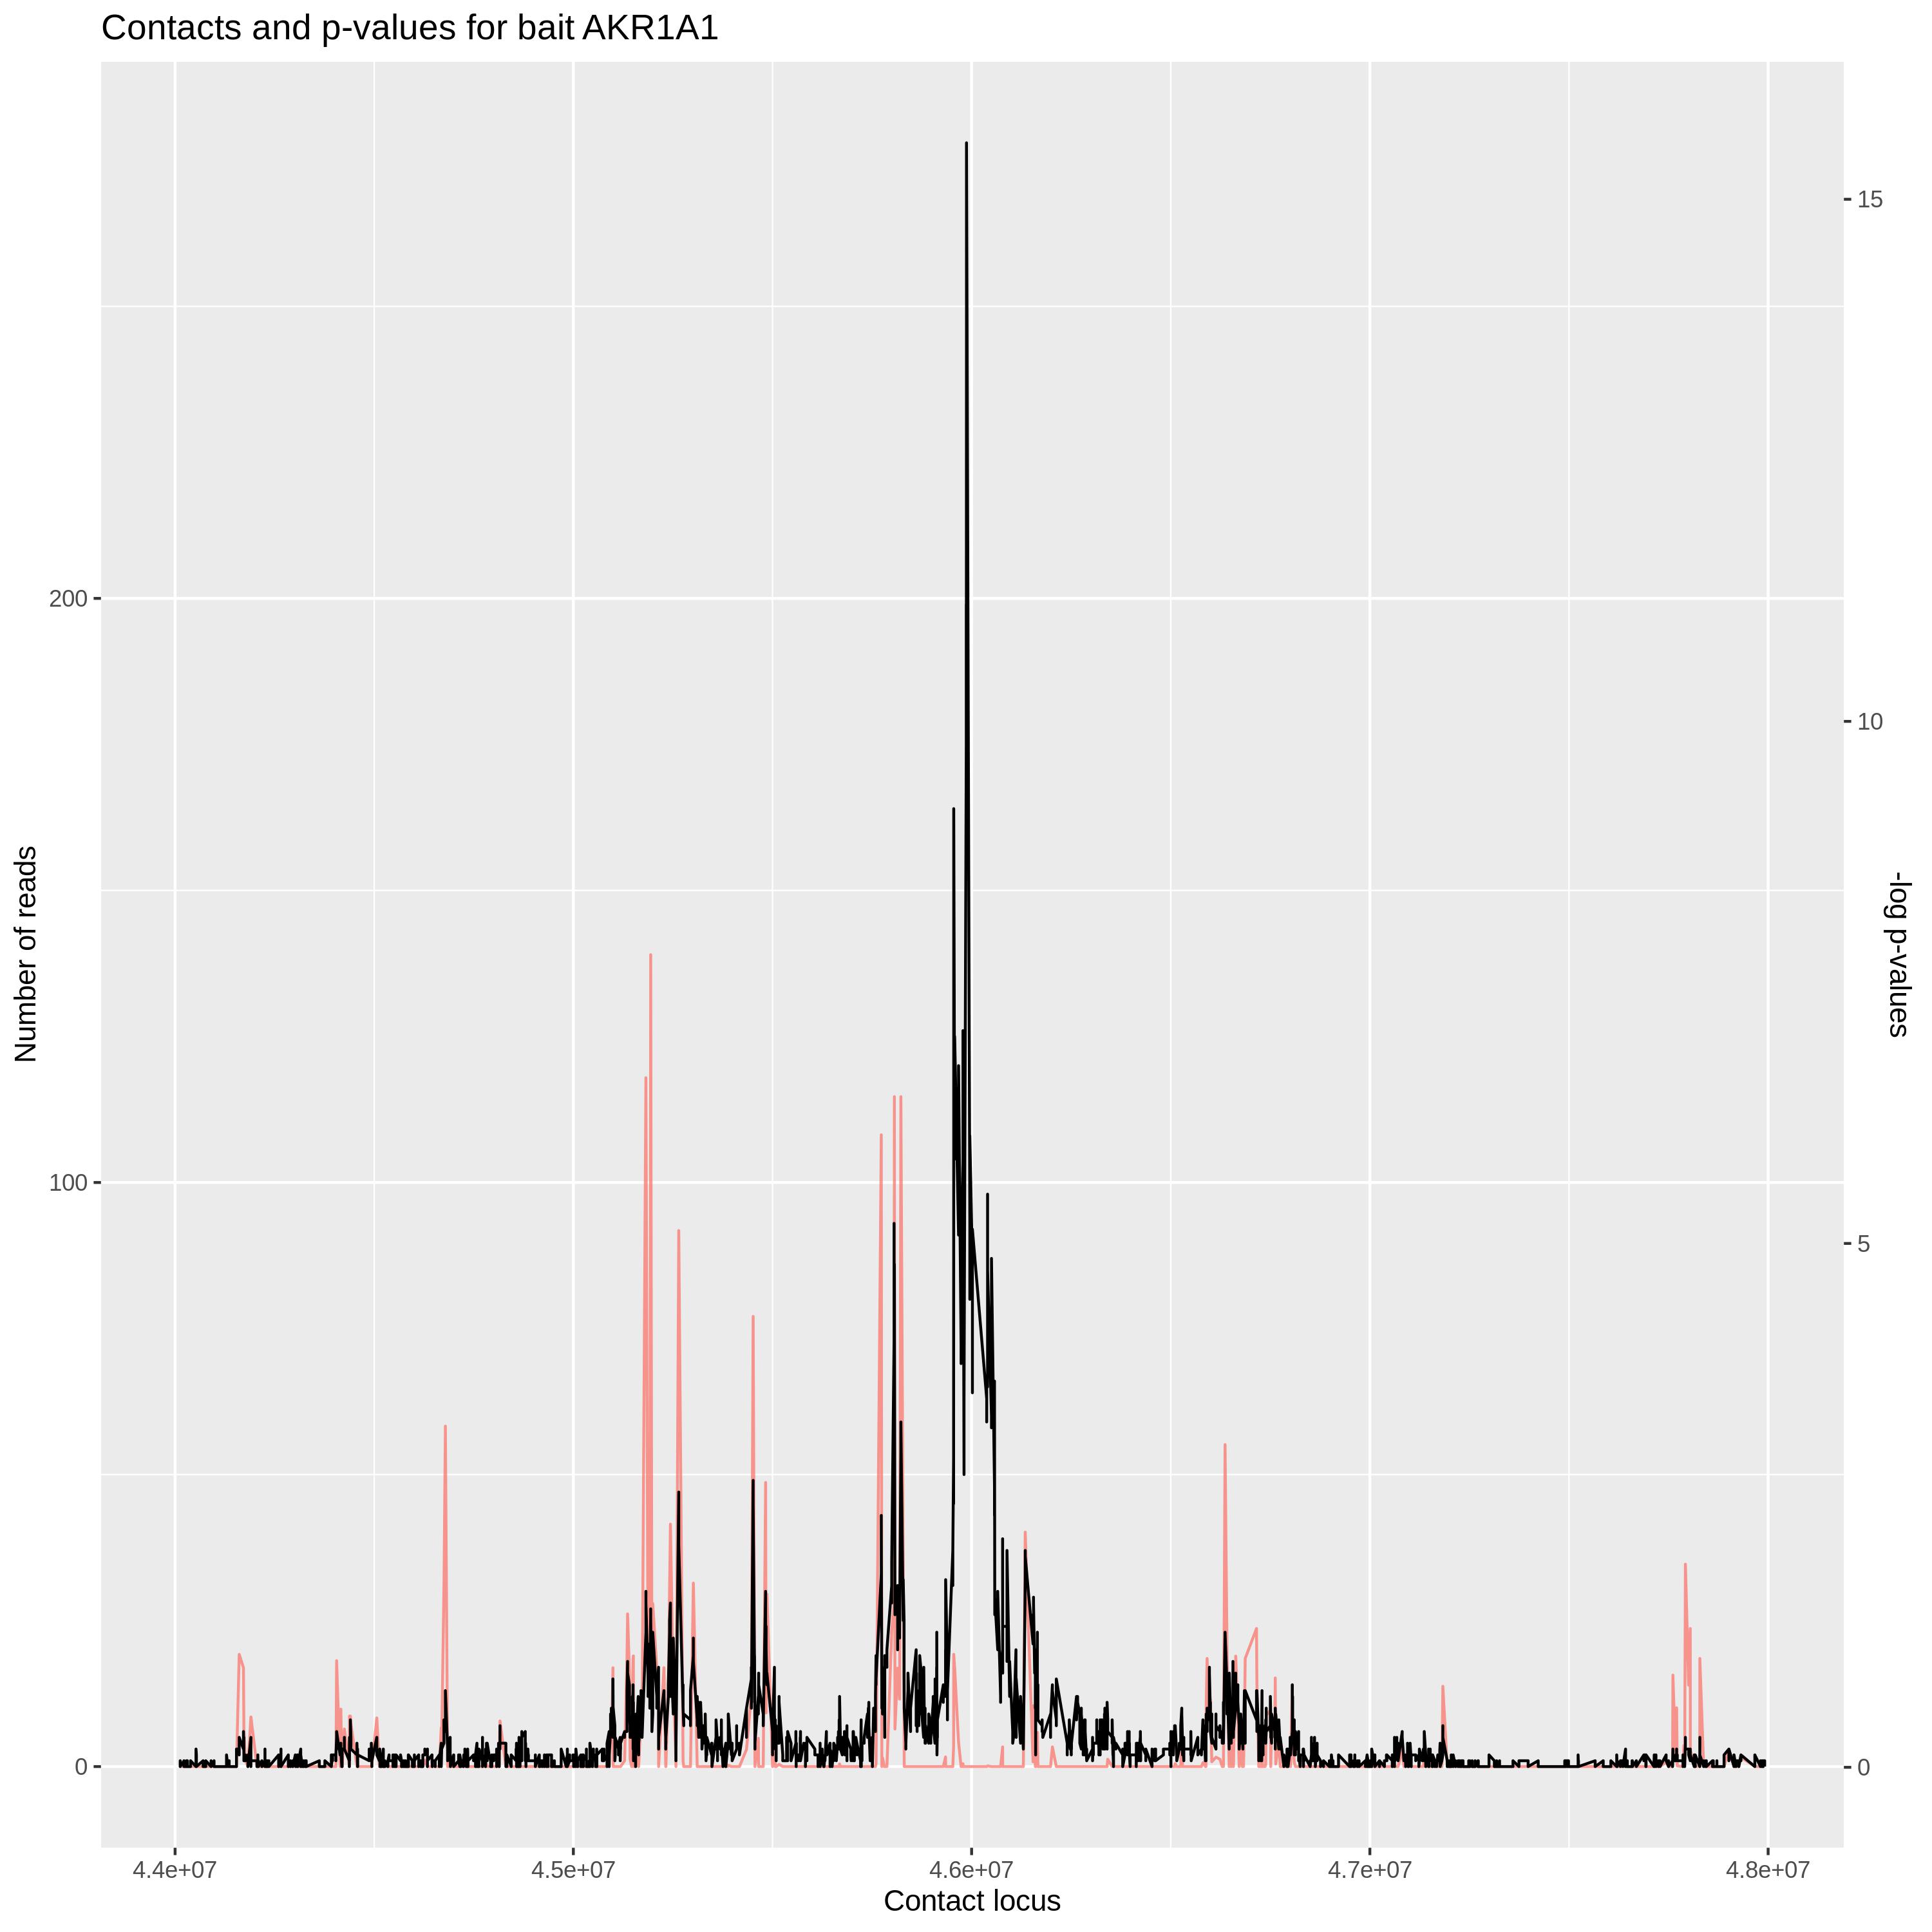 Contacts and p-values for bait AKR1A1
Number of reads
200
100
0
15
10
5
0
-log p-values
4.4e+07
4.5e+07
4.6e+07
4.7e+07
4.8e+07
Contact locus